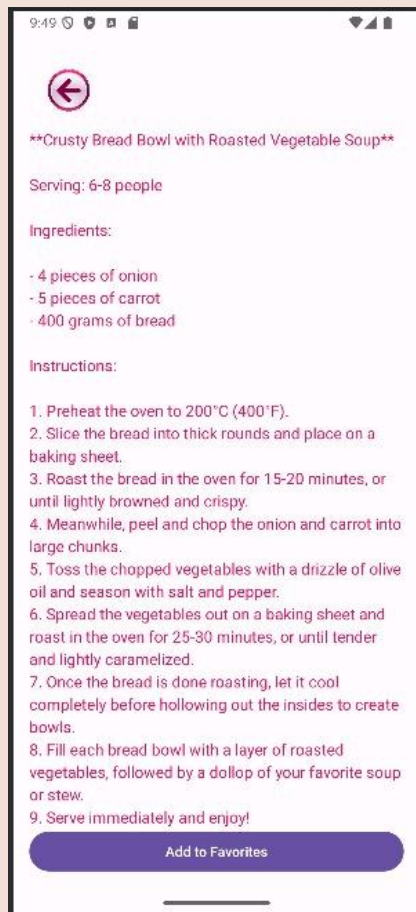 9:49
**Crusty Bread Bowl with Roasted Vegetable Soup**
Serving: 6-8 people
Ingredients:
- 4 pieces of onion
- 5 pieces of carrot
- 400 grams of bread
Instructions:
1. Preheat the oven to 200°C (400°F).
2. Slice the bread into thick rounds and place on a
baking sheet.
3. Roast the bread in the oven for 15-20 minutes, or
until lightly browned and crispy.
4. Meanwhile, peel and chop the onion and carrot into
large chunks.
5. Toss the chopped vegetables with a drizzle of olive
oil and season with salt and pepper.
6. Spread the vegetables out on a baking sheet and
roast in the oven for 25-30 minutes, or until tender
and lightly caramelized.
7. Once the bread is done roasting, let it cool
completely before hollowing out the insides to create
bowls.
8. Fill each bread bowl with a layer of roasted
vegetables, followed by a dollop of your favorite soup
or stew.
9. Serve immediately and enjoy!
Add to Favorites